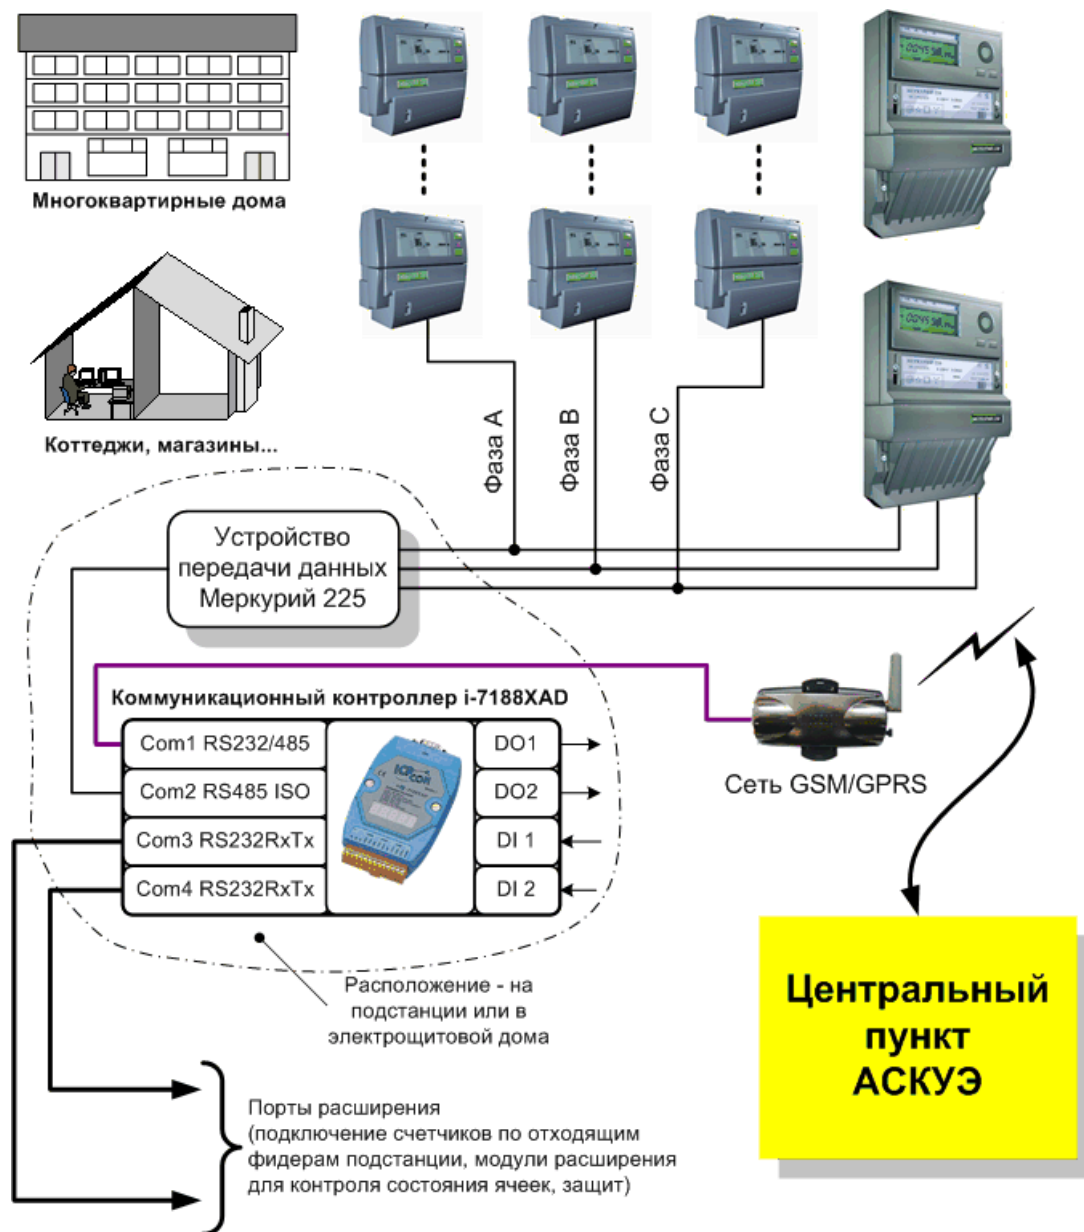 Многоквартирные дома
Коттеджи, магазины...
Фаза А
Фаза В
Фаза С
Устройство
передачи данных
Меркурий 225
Коммуникационный контроллер i-7188XAD
Com1 RS232/485
Com2 RS485 ISO
Com3 RS232RxTx
Com4 RS232RxTx
DO1
DO2
DI 1
DI 2
Сеть GSM/GPRS
Расположение - на
подстанции или в
электрощитовой дома
Центральный
пункт
АСКУЭ
Порты расширения
(подключение счетчиков по отходящим
фидерам подстанции, модули расширения
для контроля состояния ячеек, защит)